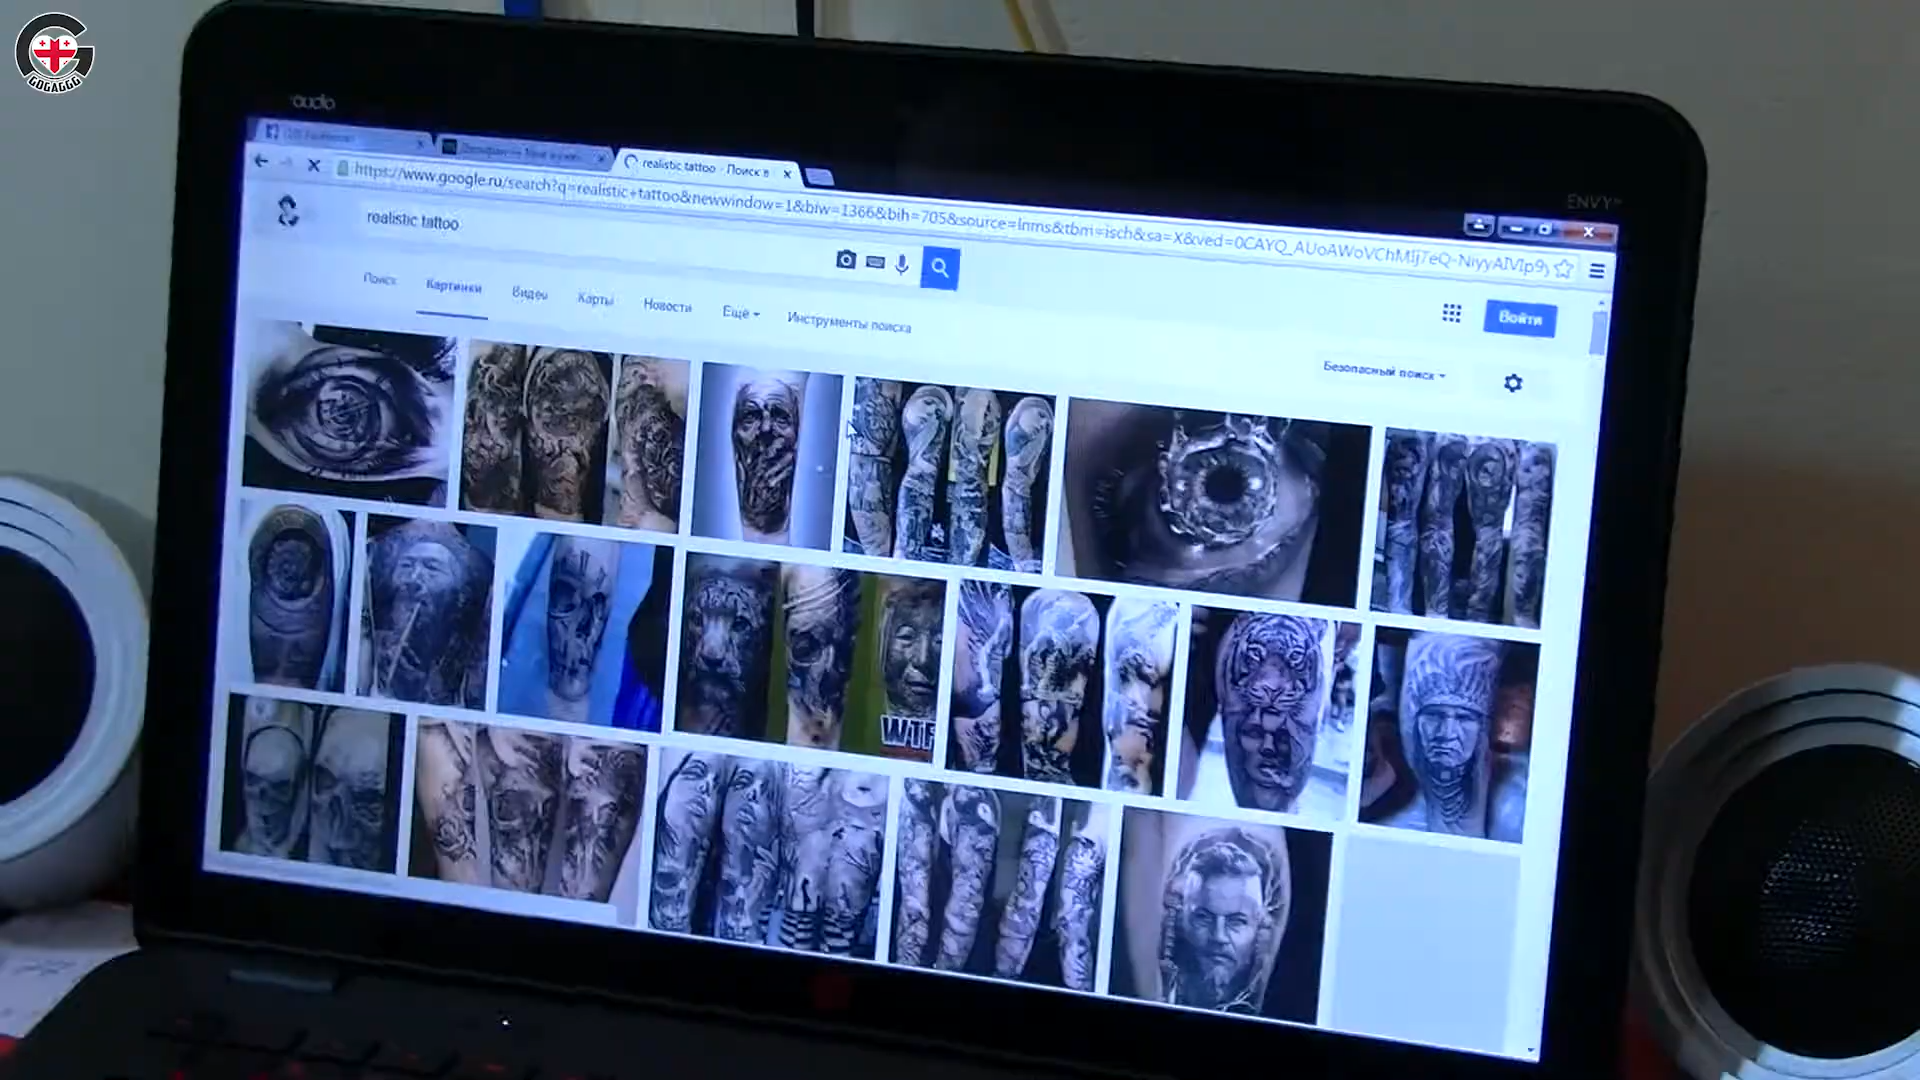 GOGAGGG
audio
ENVY
realistic tattoo - Поиск в
https://www.google.ru/search?q=realistic+tattoo&newwindow=1&biw=1366&bih=705&source=lnms&tbm=isch&sa=X&ved=0CAYQ_AUoAWoVChMIj7eQ-NiyyAIVIp9y
realistic tattoo
Поиск Картинки Видео Карты Новости Ещё Инструменты поиска
Войти
Безопасный поиск
WTF